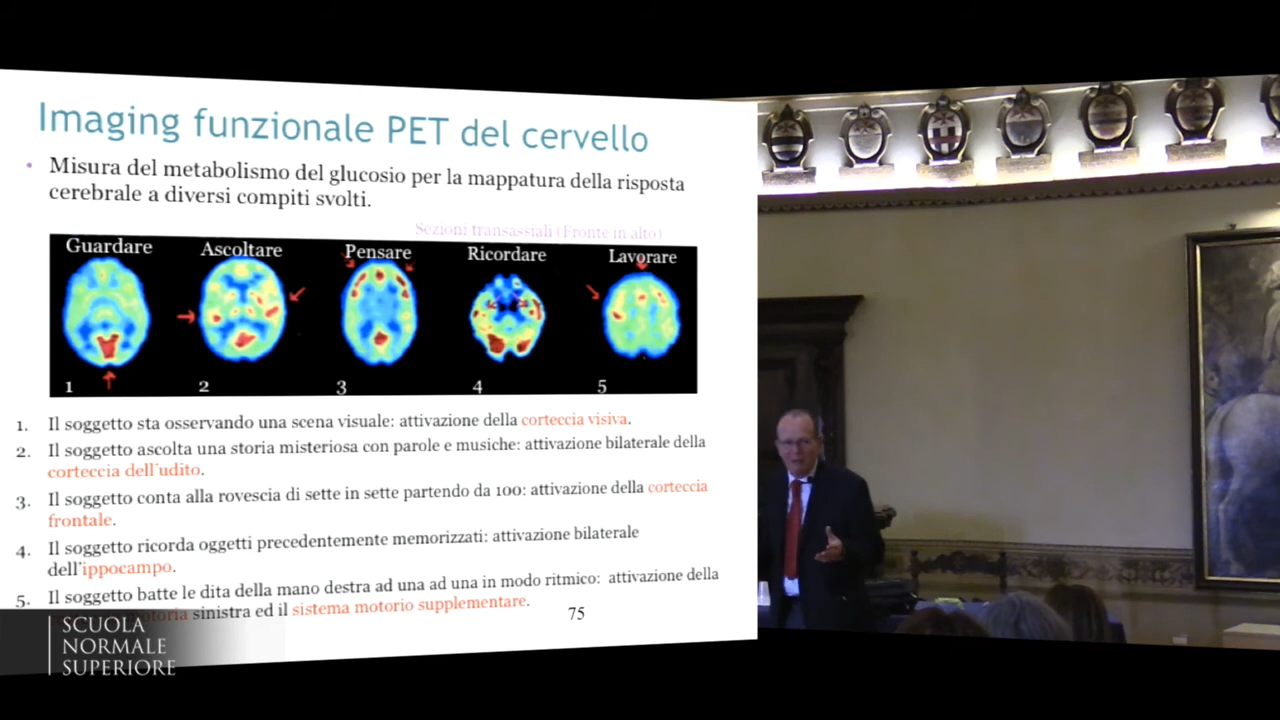 Imaging funzionale PET del cervello
• Misura del metabolismo del glucosio per la mappatura della risposta
cerebrale a diversi compiti svolti.
Sezioni transassiali (Fronte in alto)
Guardare Ascoltare Pensare Ricordare Lavorare
1 2 3 4 5
1. Il soggetto sta osservando una scena visuale: attivazione della corteccia visiva.
2. Il soggetto ascolta una storia misteriosa con parole e musiche: attivazione bilaterale della
corteccia dell'udito.
3. Il soggetto conta alla rovescia di sette in sette partendo da 100: attivazione della corteccia
frontale.
4. Il soggetto ricorda oggetti precedentemente memorizzati: attivazione bilaterale
dell'ippocampo.
5. Il soggetto batte le dita della mano destra ad una ad una in modo ritmico: attivazione della
motoria sinistra ed il sistema motorio supplementare.
75
SCUOLA
NORMALE
SUPERIORE